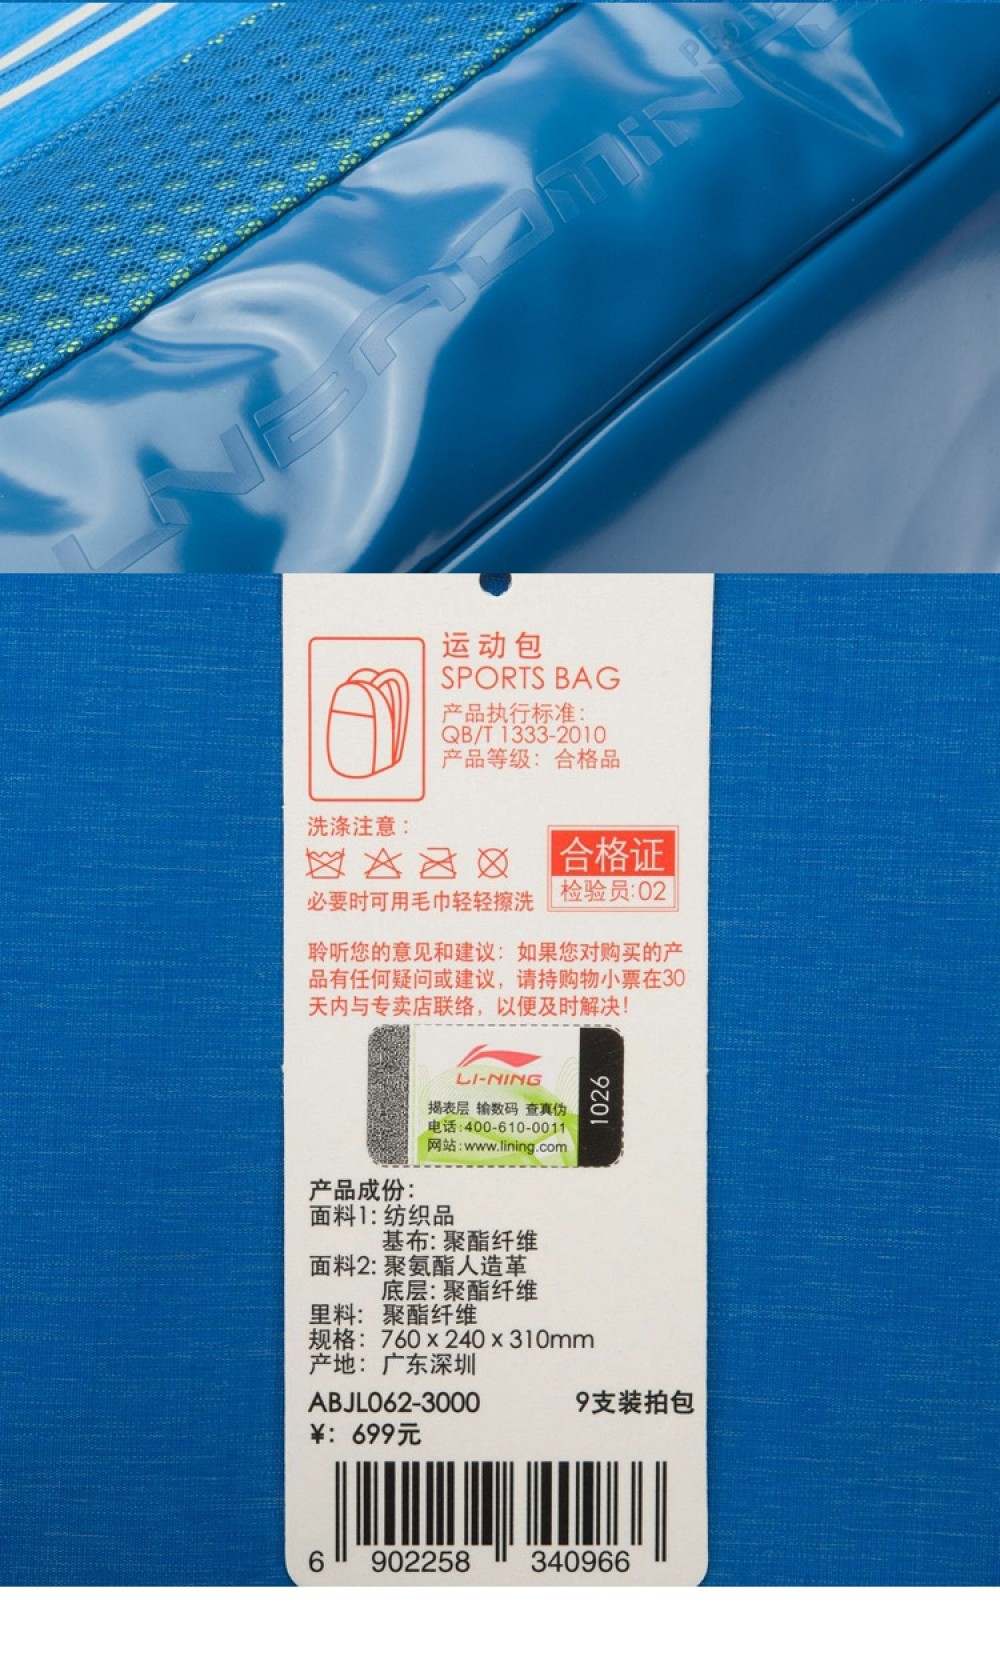 LNBADMIN
运动包
SPORTS BAG
产品执行标准：
QB/T 1333-2010
产品等级：合格品
洗涤注意：
必要时可用毛巾轻轻擦洗
合格证
检验员:02
聆听您的意见和建议：如果您对购买的产
品有任何疑问或建议，请持购物小票在30
天内与专卖店联络，以便及时解决！
LI-NING
揭表层 输数码 查真伪
电话:400-610-0011
网站:www.lining.com
1026
产品成份：
面料1: 纺织品
基布: 聚酯纤维
面料2: 聚氨酯人造革
底层: 聚酯纤维
里料： 聚酯纤维
规格：760 x 240 x 310mm
产地：广东深圳
ABJL062-3000 9支装拍包
¥：699元
6 902258 340966